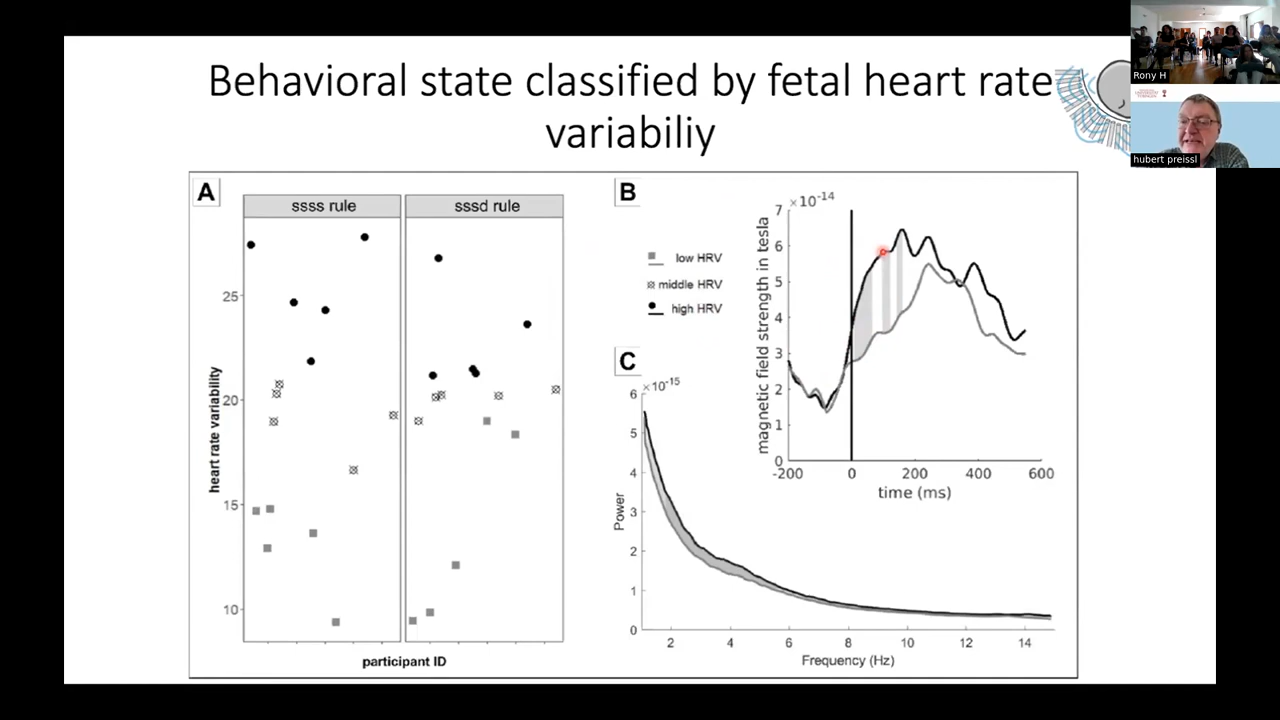 Behavioral state classified by fetal heart rate
variabiliy
Rony H
hubert preissl
A
ssss rule
sssd rule
25
20
15
10
heart rate variability
participant ID
B
low HRV
middle HRV
high HRV
×10⁻¹⁴
7
6
5
4
3
2
1
0
magnetic field strength in tesla
-200
0
200
400
600
time (ms)
C
×10⁻¹⁵
6
5
4
3
2
1
0
Power
2
4
6
8
10
12
14
Frequency (Hz)